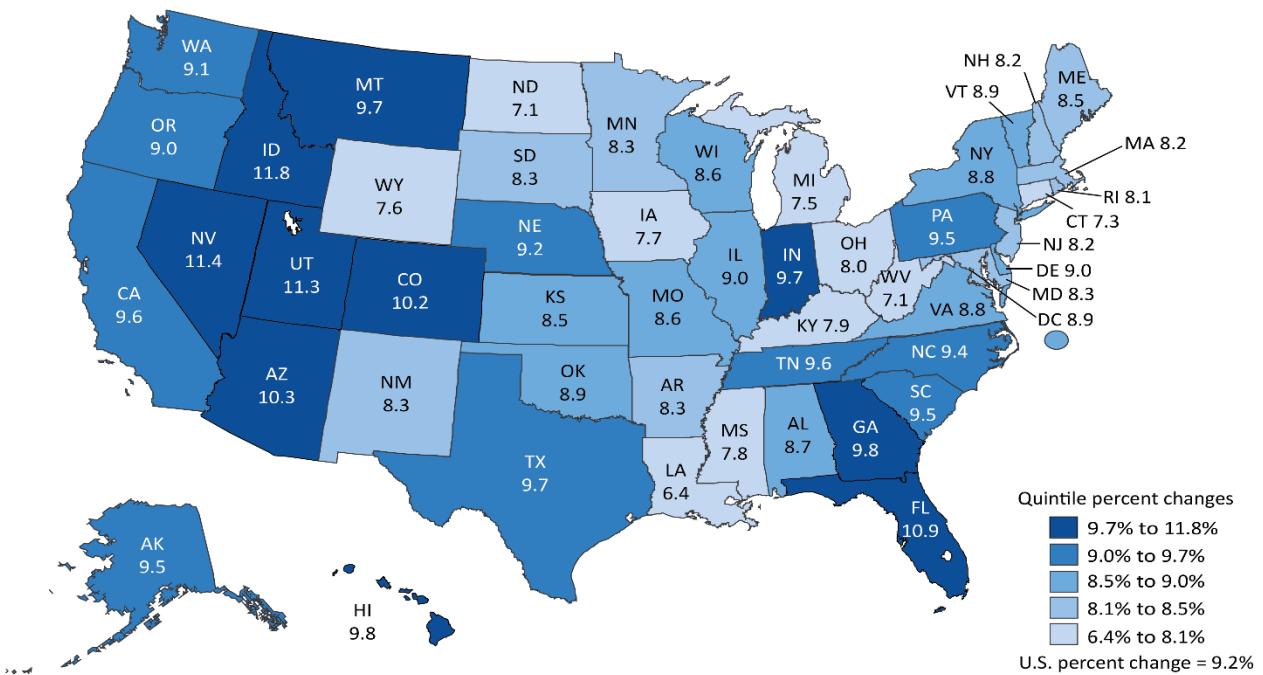 WA
9.1
MT
9.7
ND
7.1
MN
8.3
NH 8.2
VT 8.9
ME
8.5
OR
9.0
ID
11.8
SD
8.3
WI
8.6
NY
8.8
MA 8.2
WY
7.6
MI
7.5
RI 8.1
CT 7.3
NV
11.4
UT
11.3
CO
10.2
NE
9.2
IA
7.7
IL
9.0
IN
9.7
OH
8.0
PA
9.5
NJ 8.2
DE 9.0
MD 8.3
DC 8.9
CA
9.6
KS
8.5
MO
8.6
WV
7.1
VA 8.8
KY 7.9
AZ
10.3
NM
8.3
OK
8.9
AR
8.3
TN 9.6
NC 9.4
SC
9.5
TX
9.7
LA
6.4
MS
7.8
AL
8.7
GA
9.8
FL
10.9
AK
9.5
HI
9.8
Quintile percent changes
9.7% to 11.8%
9.0% to 9.7%
8.5% to 9.0%
8.1% to 8.5%
6.4% to 8.1%
U.S. percent change = 9.2%